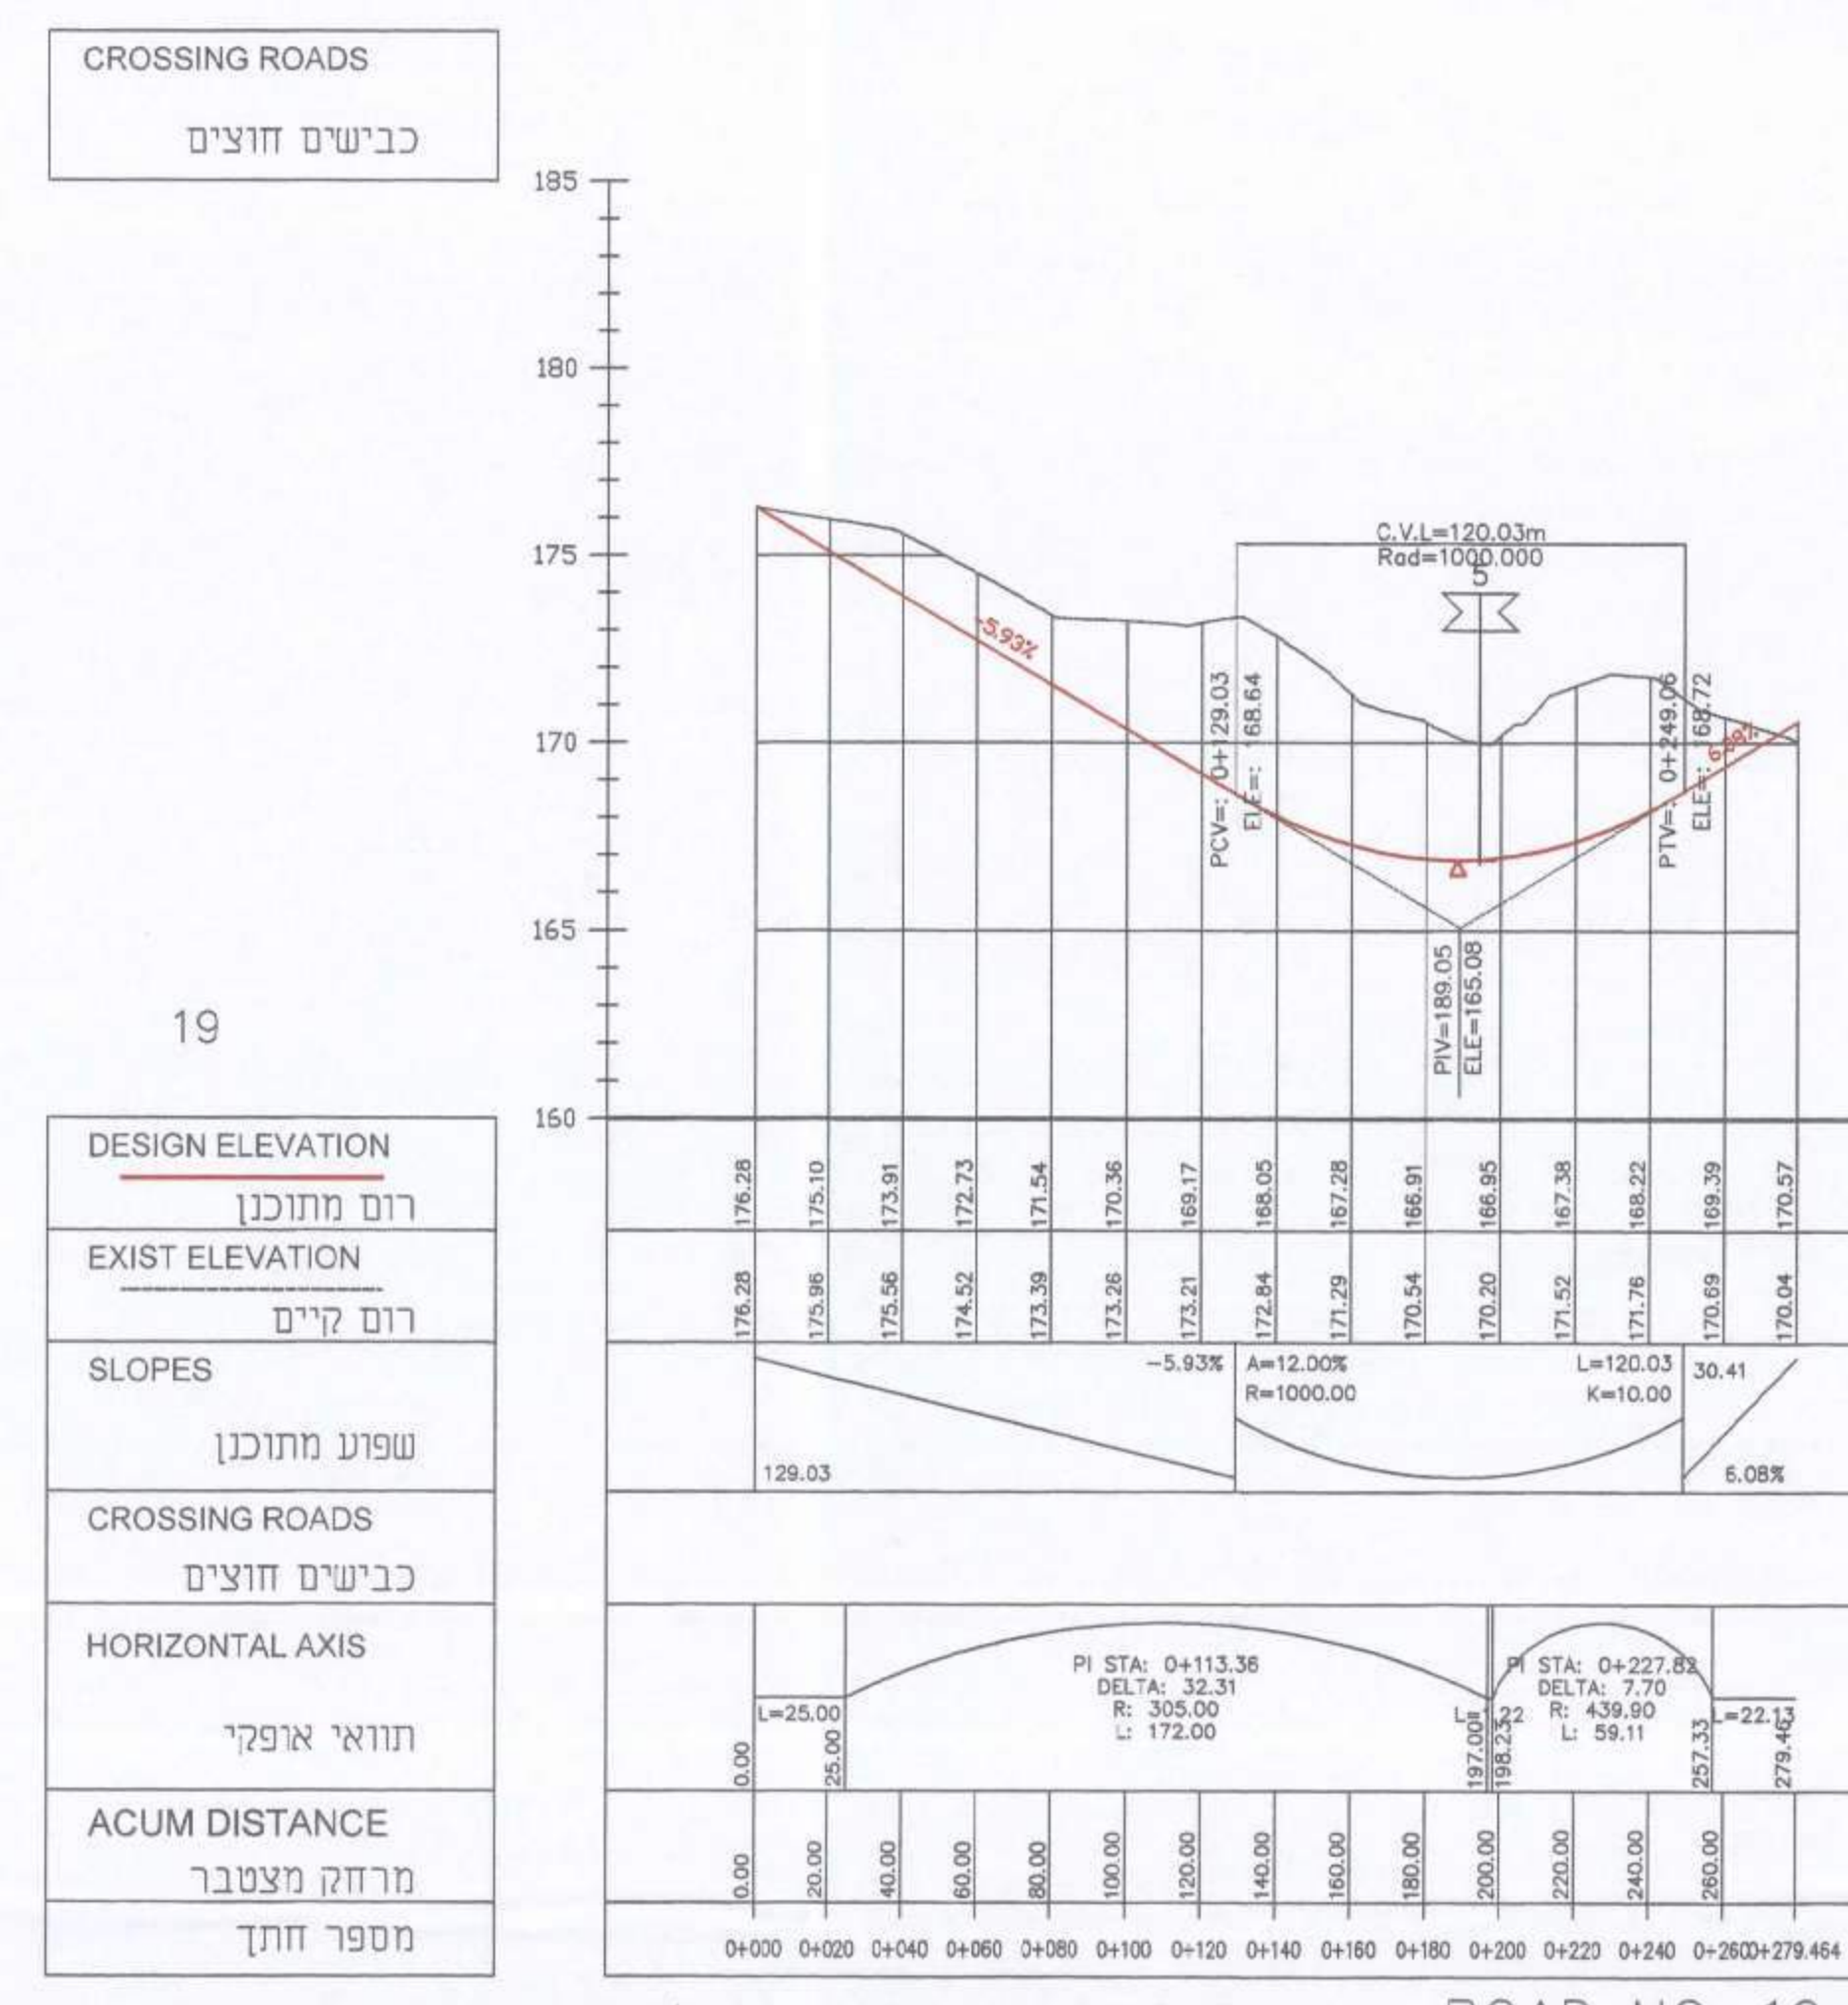 CROSSING ROADS
כבישים חוצים
185
180
175
170
165
160
C.V.L=120.03m
Rad=1000.000
5
-5.93%
PCV=: 0+129.03
ELE=: 168.64
PTV=: 0+249.06
ELE=: 168.72
PIV=189.05
ELE=165.08
19
DESIGN ELEVATION
רום מתוכנן
176.28 175.10 173.91 172.73 171.54 170.36 169.17 168.05 167.28 166.91 166.95 167.38 168.22 169.39 170.57
EXIST ELEVATION
רום קיים
176.28 175.96 175.56 174.52 173.39 173.26 173.21 172.84 171.29 170.54 170.20 171.52 171.76 170.69 170.04
SLOPES
שפוע מתוכנן
-5.93% A=12.00% L=120.03 30.41
R=1000.00 K=10.00
129.03 6.08%
CROSSING ROADS
כבישים חוצים
HORIZONTAL AXIS
תוואי אופקי
PI STA: 0+113.36
DELTA: 32.31
R: 305.00
L: 172.00
PI STA: 0+227.82
DELTA: 7.70
R: 439.90
L: 59.11
L=25.00
L=1.22
L=22.13
0.00 25.00 197.00 198.23 257.33 279.46
ACUM DISTANCE
מרחק מצטבר
0.00 20.00 40.00 60.00 80.00 100.00 120.00 140.00 160.00 180.00 200.00 220.00 240.00 260.00
מספר חתך
0+000 0+020 0+040 0+060 0+080 0+100 0+120 0+140 0+160 0+180 0+200 0+220 0+240 0+260 0+279.464